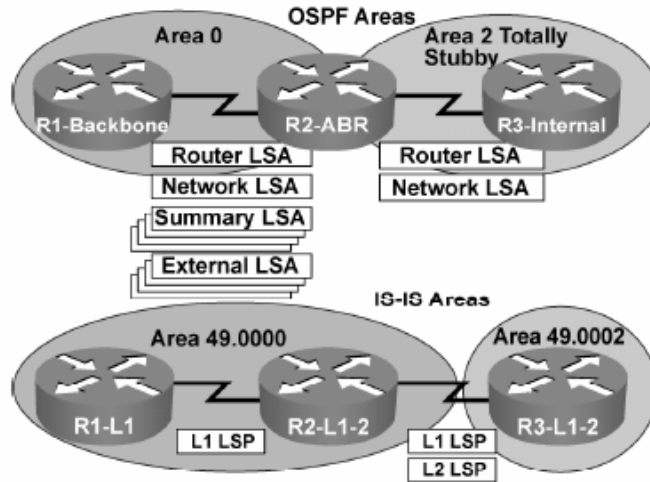 OSPF Areas
Area 0
Area 2 Totally
Stubby
R1-Backbone
R2-ABR
R3-Internal
Router LSA
Network LSA
Summary LSA
External LSA
Router LSA
Network LSA
IS-IS Areas
Area 49.0000
Area 49.0002
R1-L1
R2-L1-2
R3-L1-2
L1 LSP
L1 LSP
L2 LSP